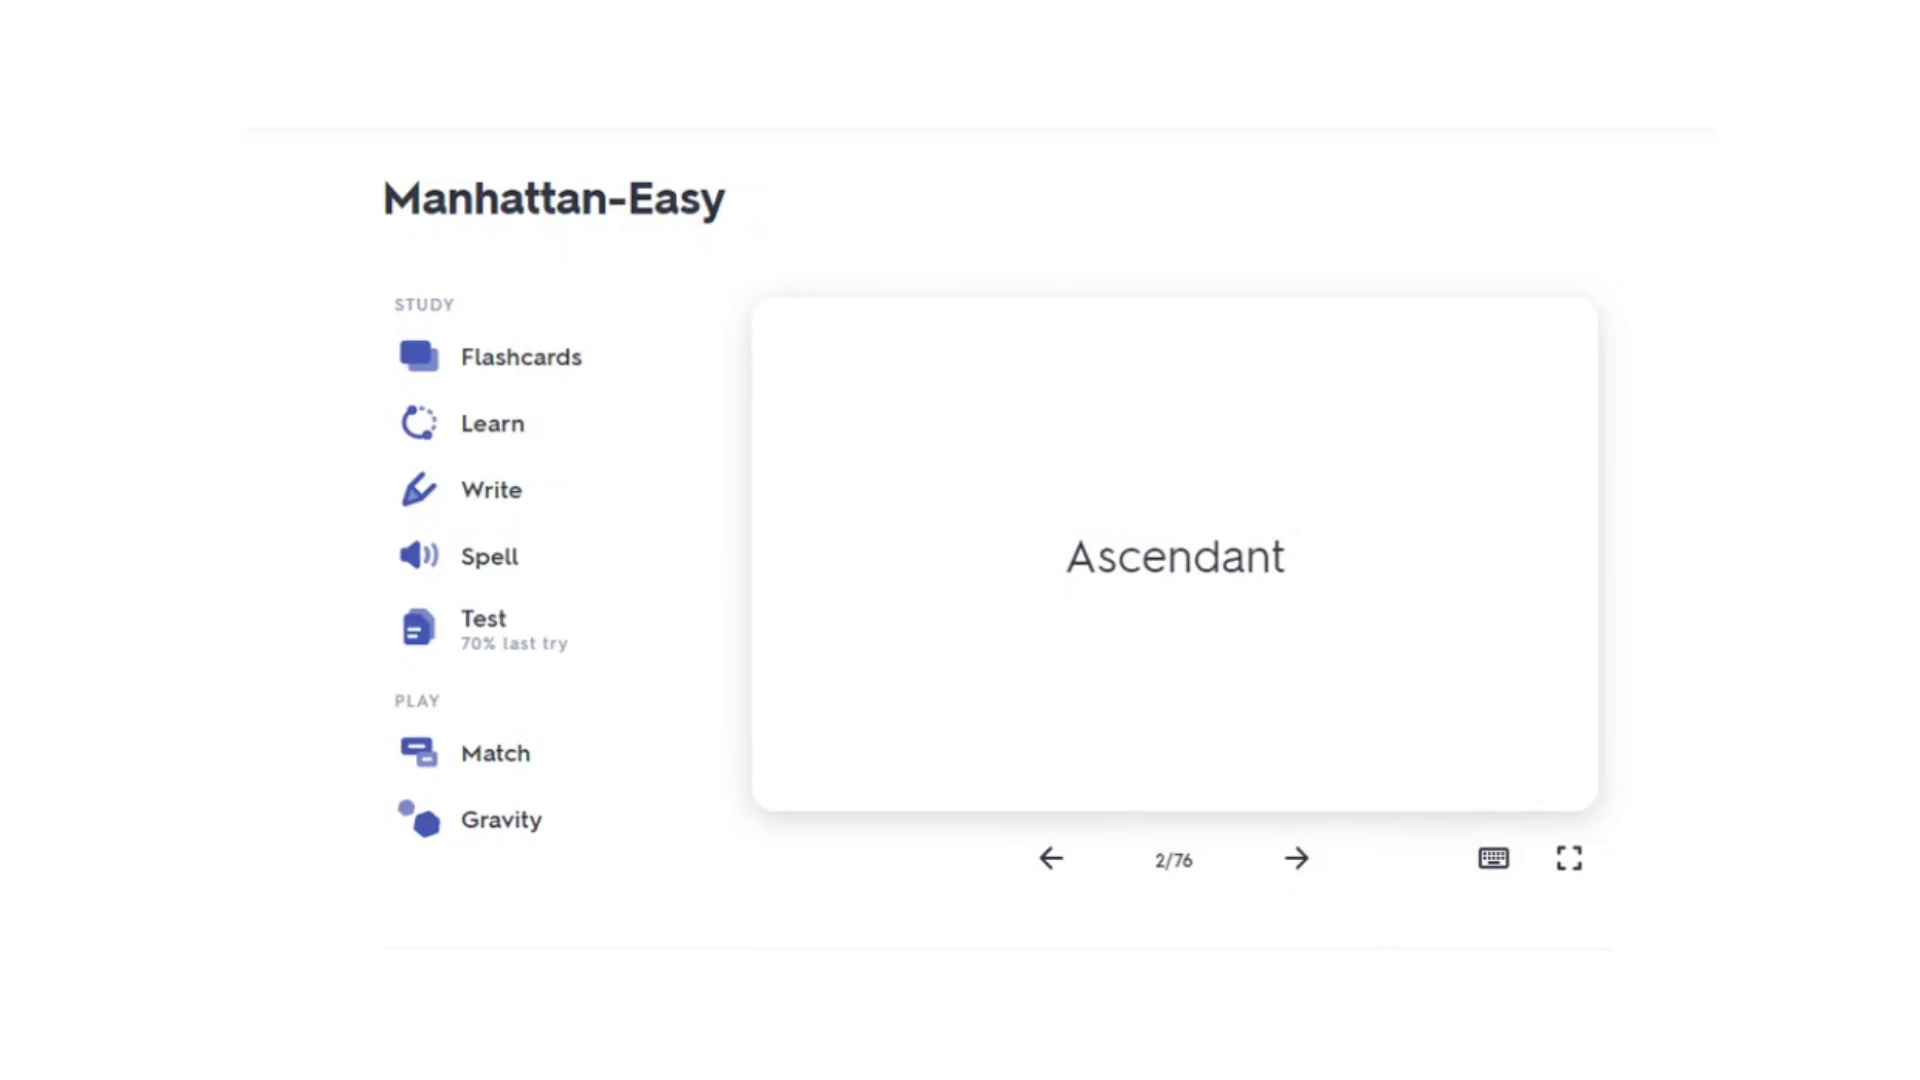 Manhattan-Easy
STUDY
Flashcards
Learn
Write
Spell
Test
70% last try
PLAY
Match
Gravity
Ascendant
2/76